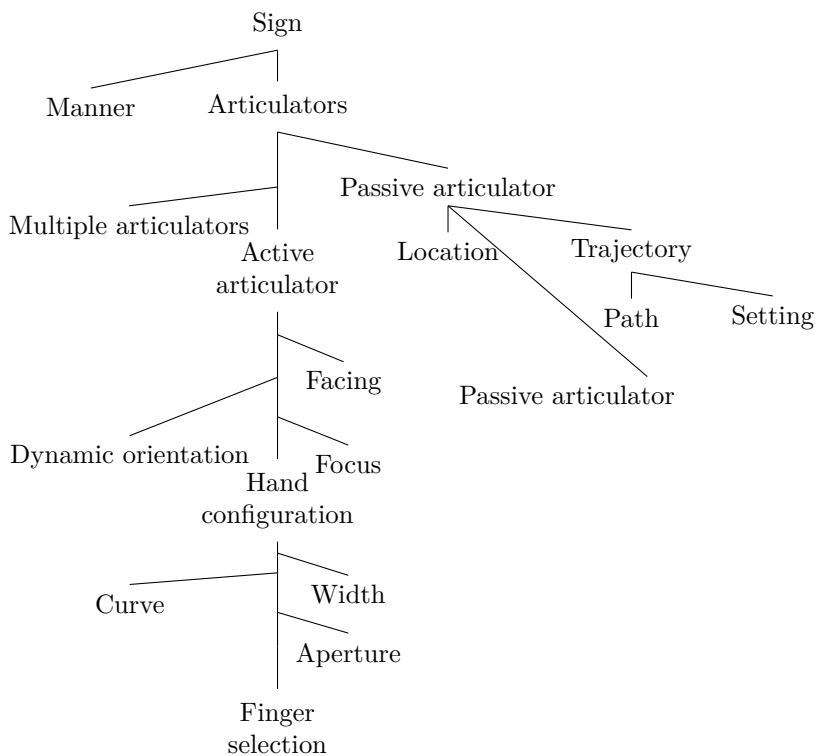 Sign
Manner
Articulators
Passive articulator
Multiple articulators
Active
articulator
Location
Trajectory
Path
Setting
Facing
Passive articulator
Dynamic orientation
Focus
Hand
configuration
Curve
Width
Aperture
Finger
selection